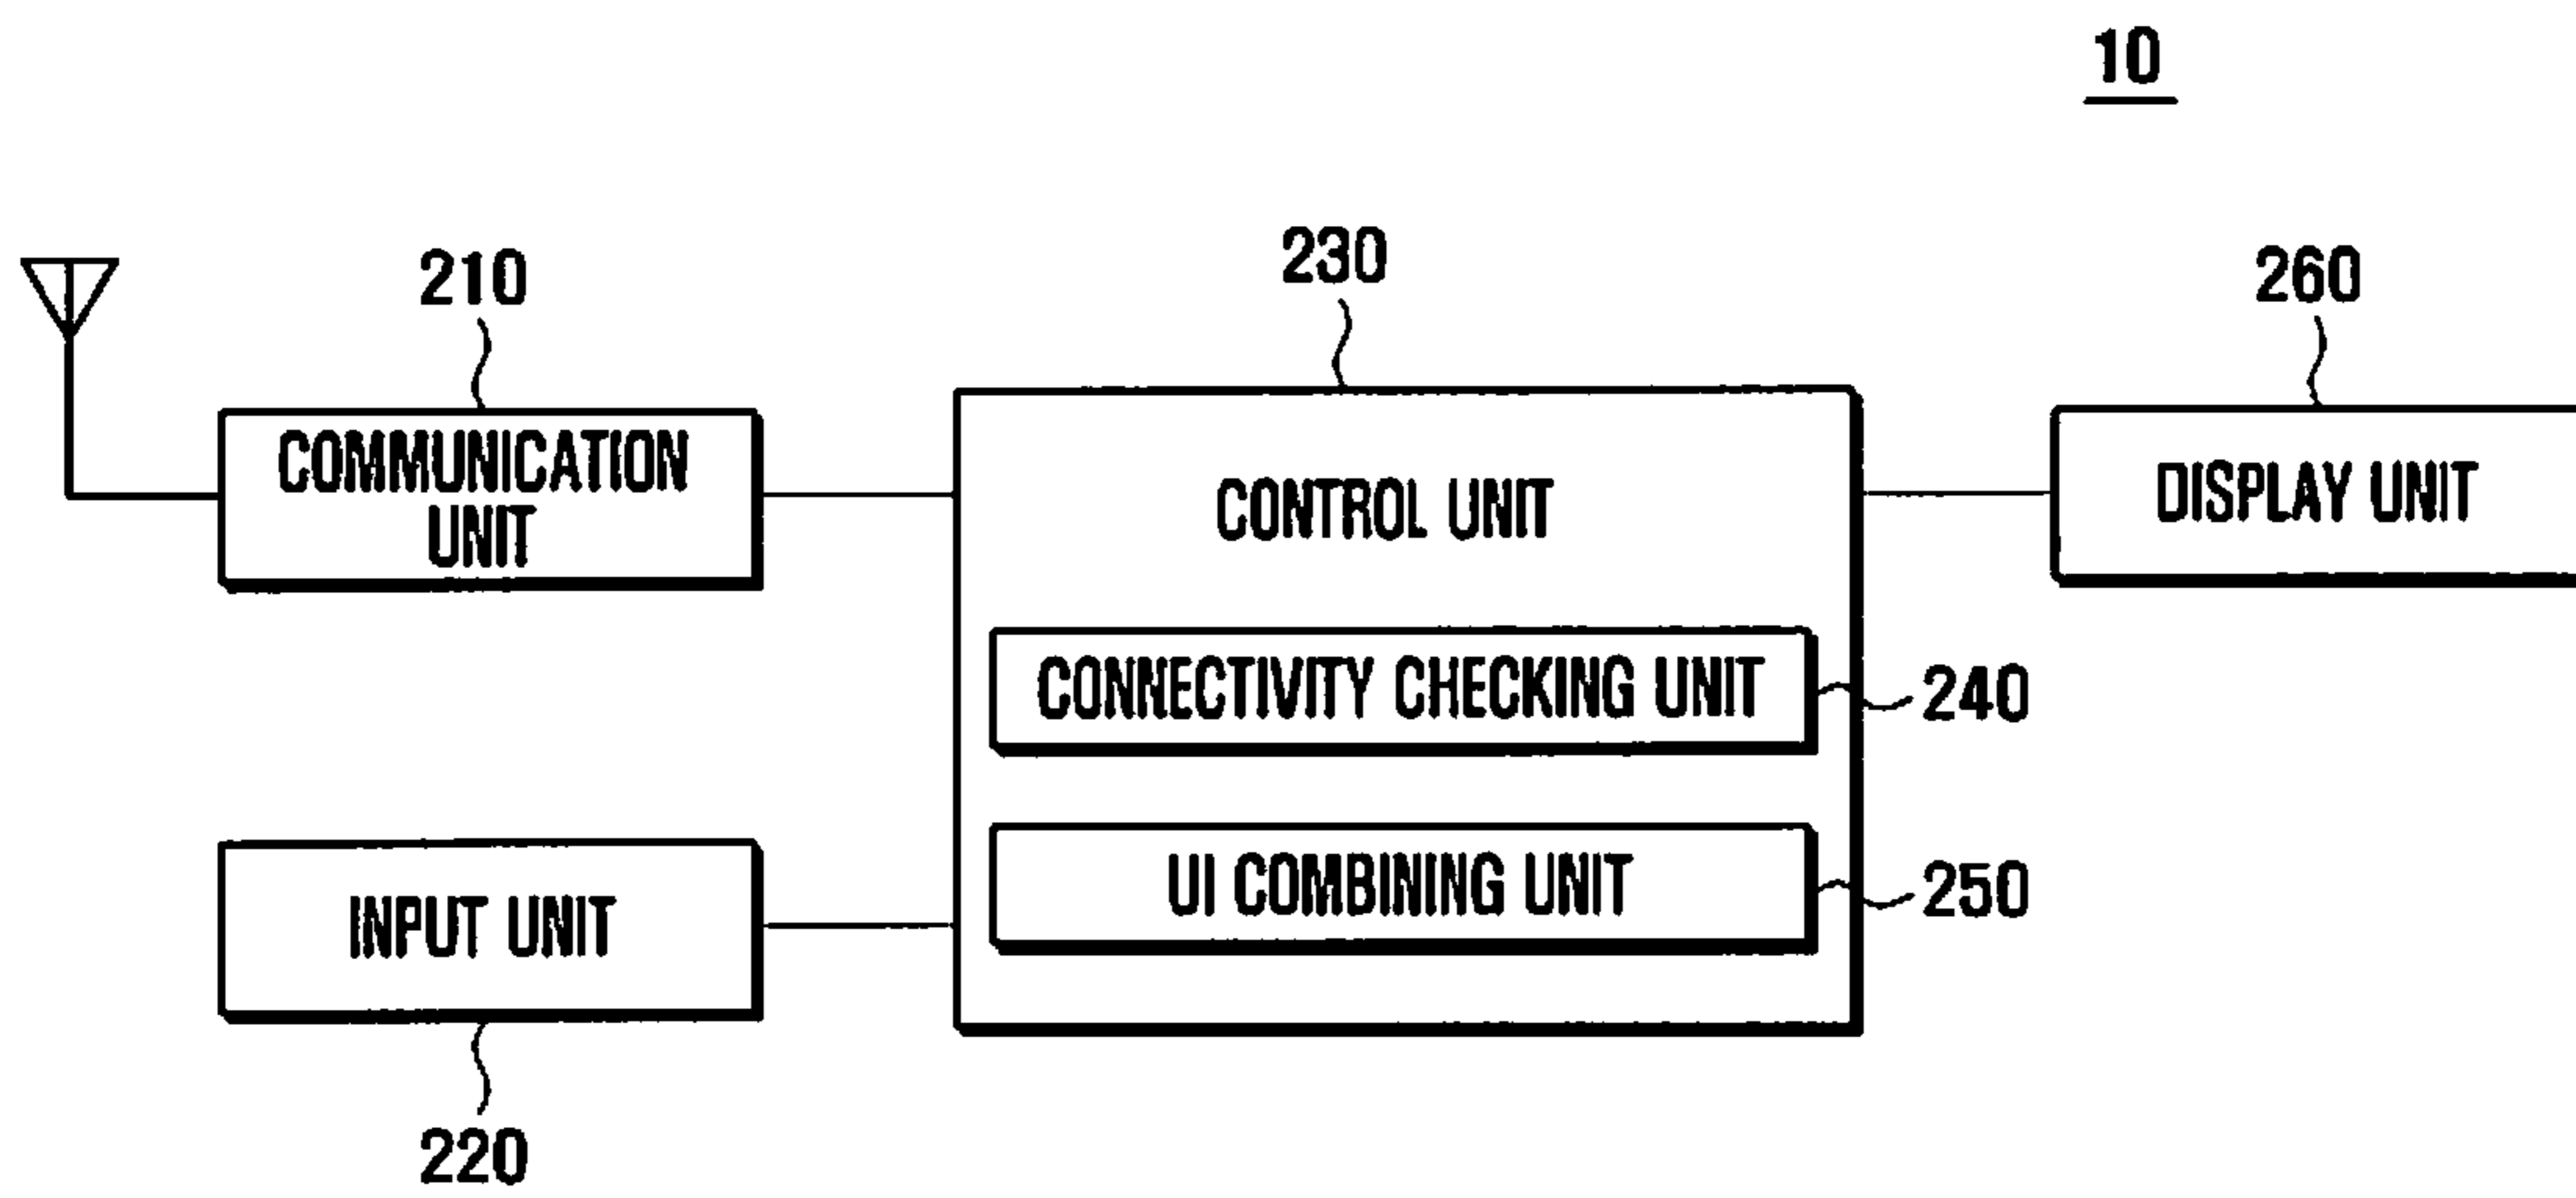 10
210
230
260
COMMUNICATION
UNIT
CONTROL UNIT
DISPLAY UNIT
CONNECTIVITY CHECKING UNIT
240
UI COMBINING UNIT
250
INPUT UNIT
220